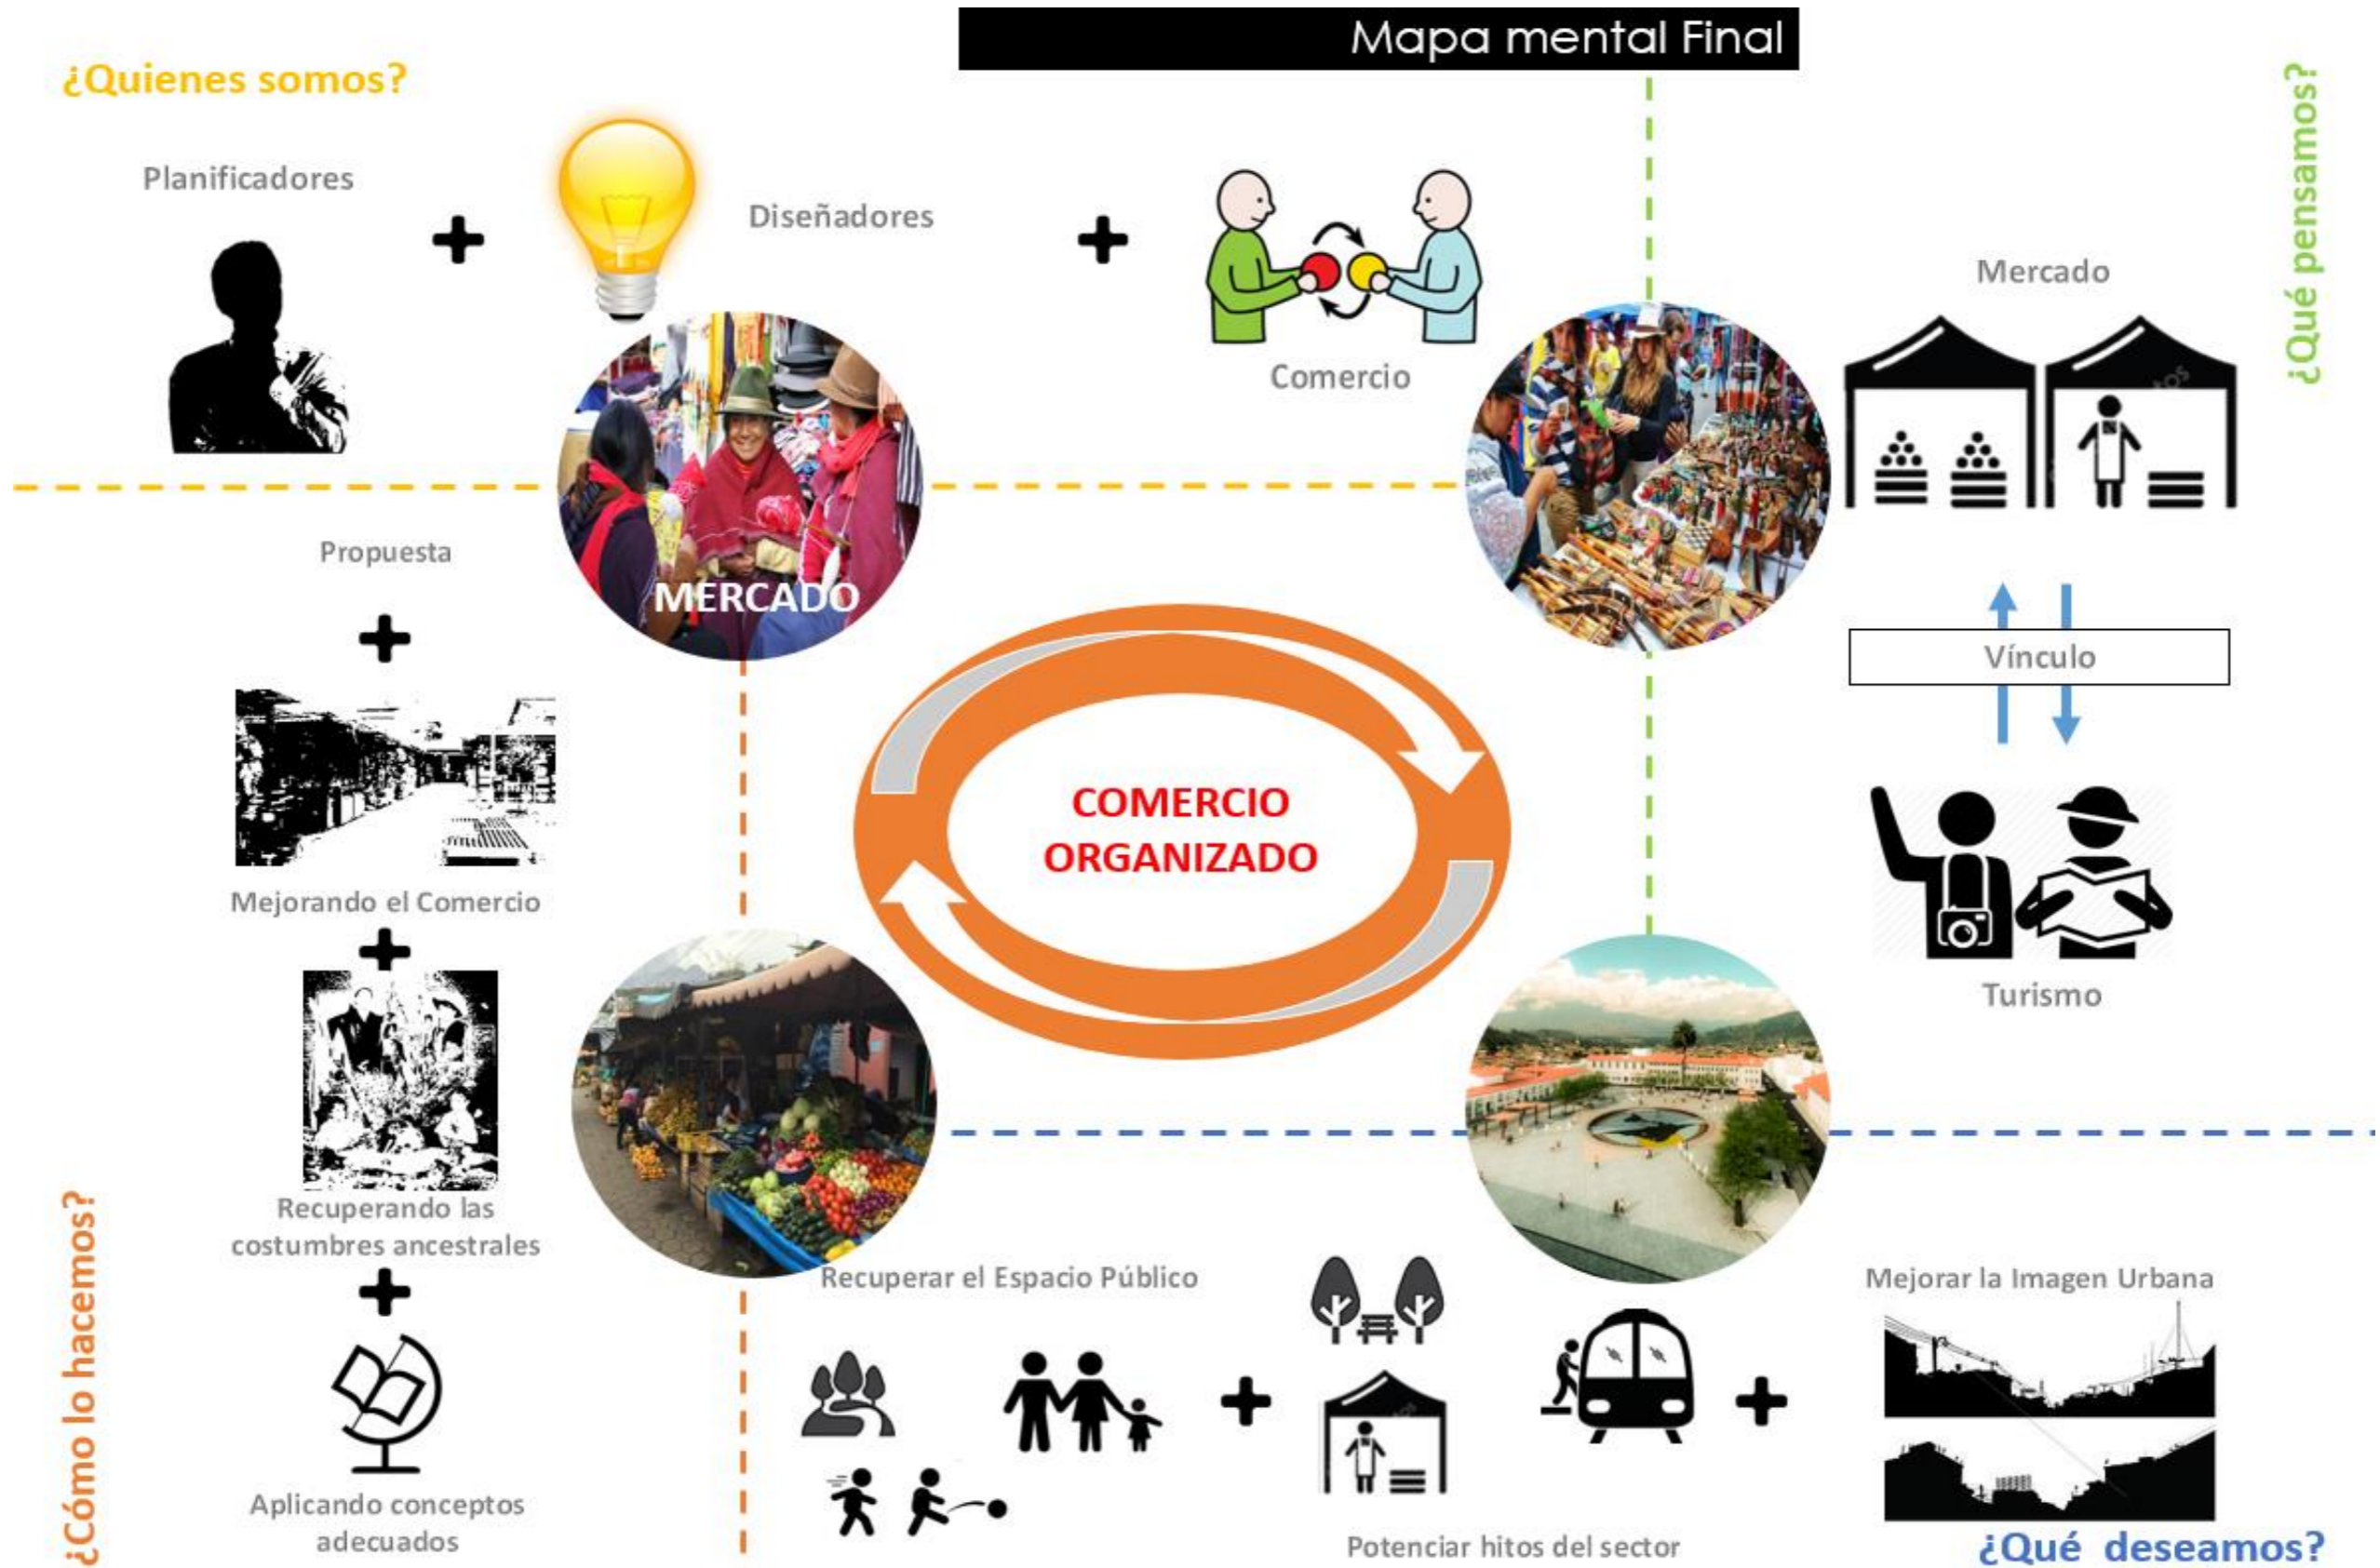 Mapa mental Final
¿Quienes somos?
Planificadores
Diseñadores
Comercio
¿Qué pensamos?
Mercado
Vínculo
Turismo
MERCADO
COMERCIO
ORGANIZADO
Propuesta
Mejorando el Comercio
Recuperando las
costumbres ancestrales
Aplicando conceptos
adecuados
¿Cómo lo hacemos?
Recuperar el Espacio Público
Potenciar hitos del sector
Mejorar la Imagen Urbana
¿Qué deseamos?